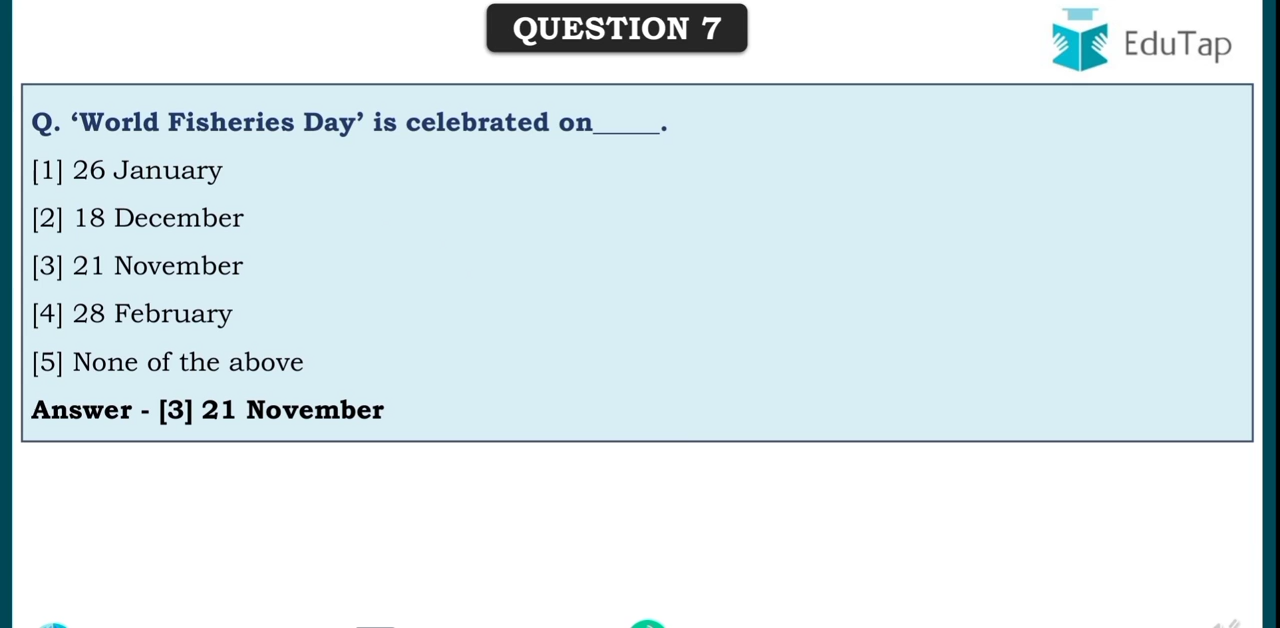 QUESTION 7
EduTap
Q. ‘World Fisheries Day’ is celebrated on_____.
[1] 26 January
[2] 18 December
[3] 21 November
[4] 28 February
[5] None of the above
Answer - [3] 21 November